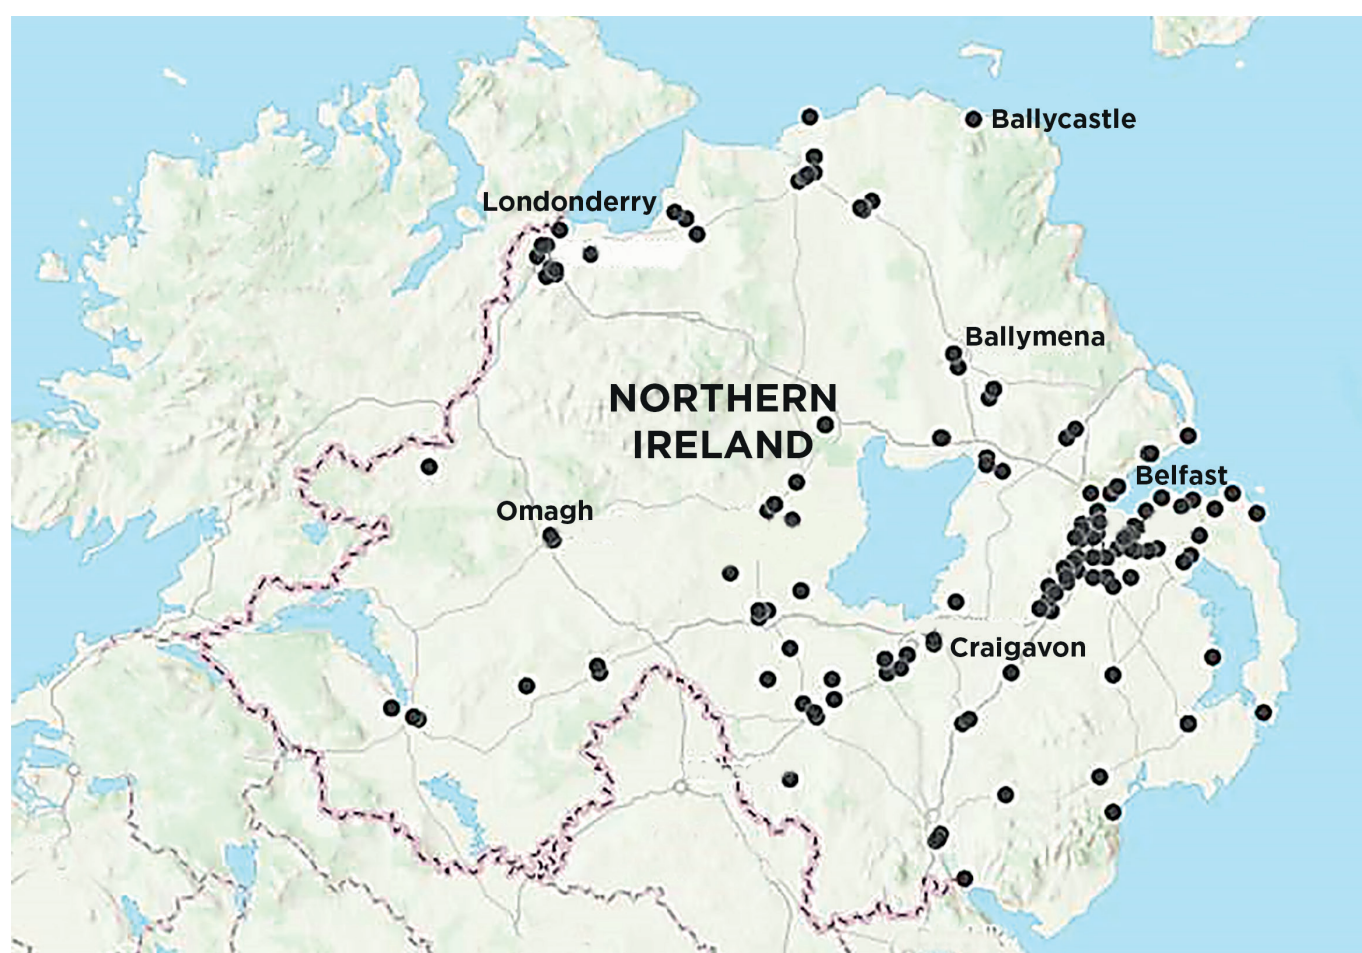 Ballycastle
Londonderry
Ballymena
NORTHERN
IRELAND
Belfast
Omagh
Craigavon